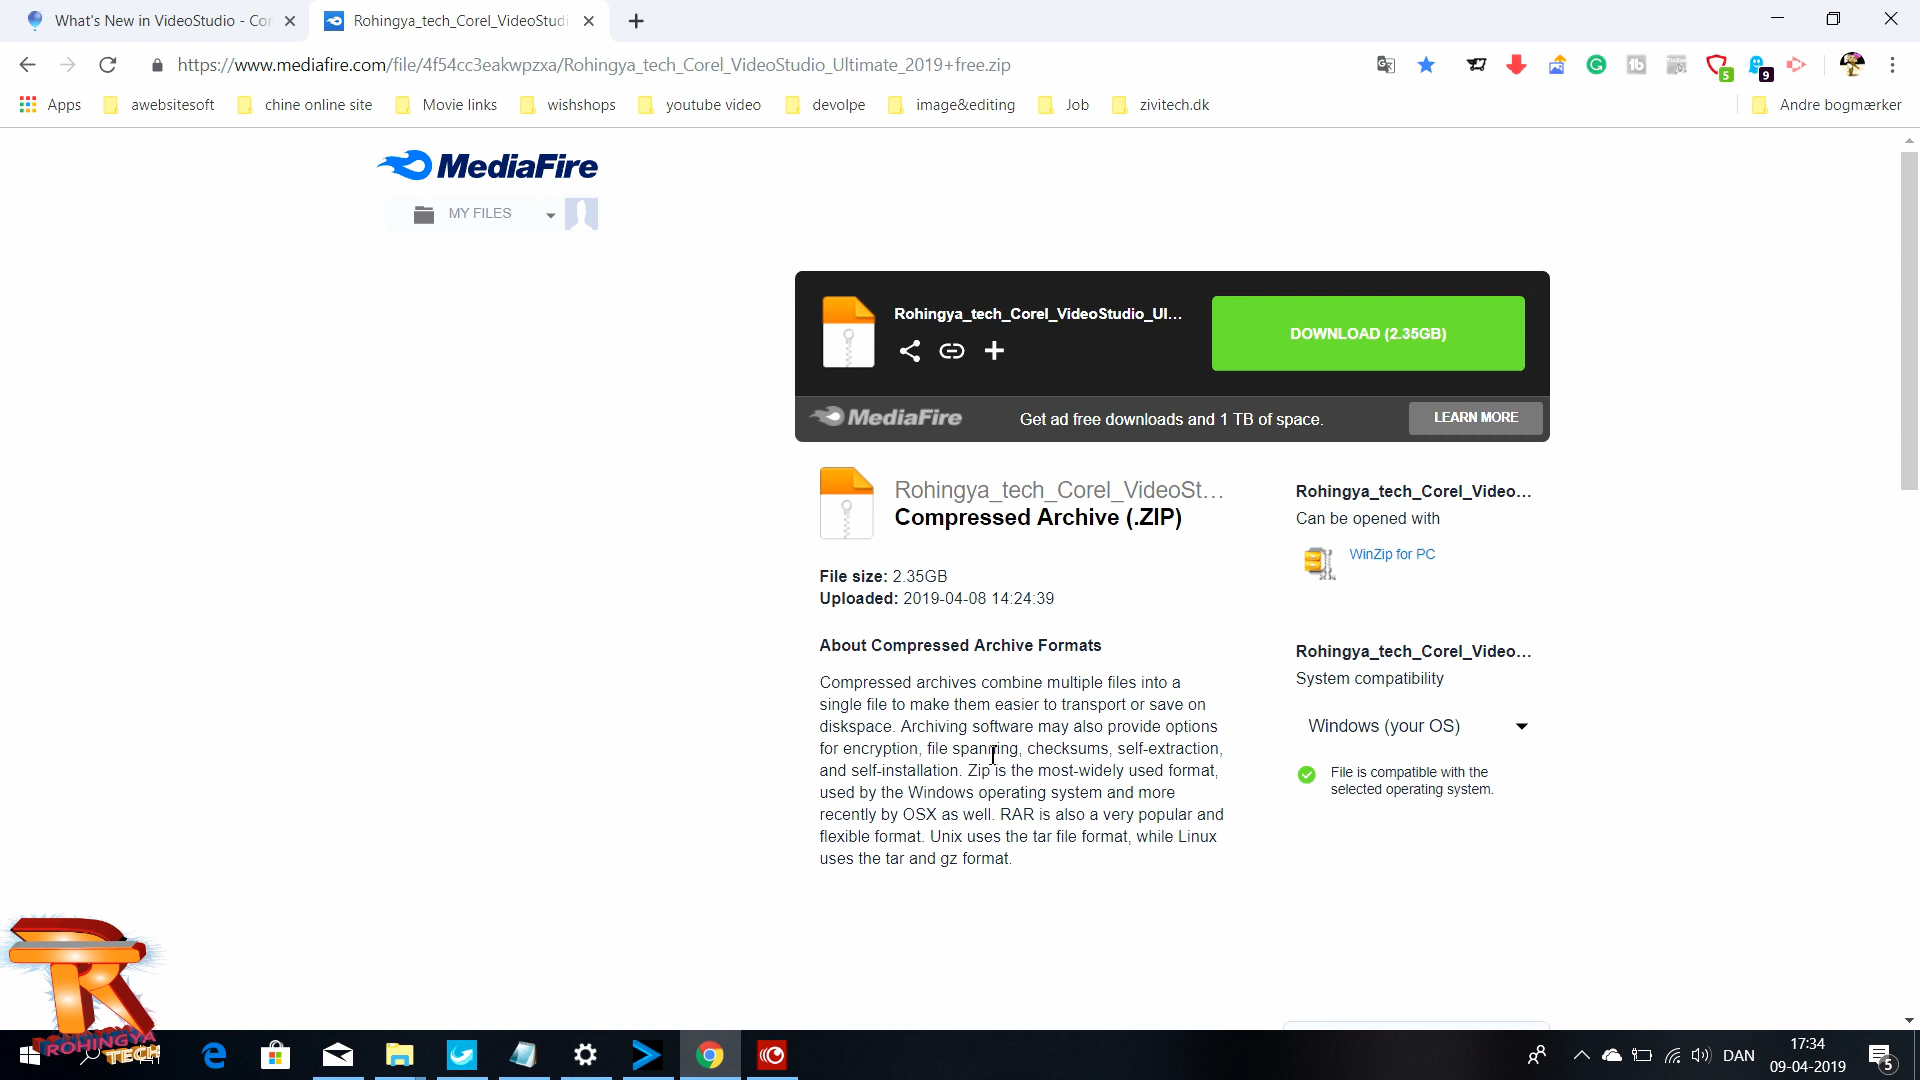 What's New in VideoStudio - Co
Rohingya_tech_Corel_VideoStudi
https://www.mediafire.com/file/4f54cc3eakwpzxa/Rohingya_tech_Corel_VideoStudio_Ultimate_2019+free.zip
5
9
Apps
awebsitesoft
chine online site
Movie links
wishshops
youtube video
devolpe
image&editing
Job
zivitech.dk
Andre bogmærker
MediaFire
MY FILES
Rohingya_tech_Corel_VideoStudio_Ul...
DOWNLOAD (2.35GB)
MediaFire
Get ad free downloads and 1 TB of space.
LEARN MORE
Rohingya_tech_Corel_VideoSt...
Compressed Archive (.ZIP)
File size: 2.35GB
Uploaded: 2019-04-08 14:24:39
About Compressed Archive Formats
Compressed archives combine multiple files into a
single file to make them easier to transport or save on
diskspace. Archiving software may also provide options
for encryption, file spanning, checksums, self-extraction,
and self-installation. Zip is the most-widely used format,
used by the Windows operating system and more
recently by OSX as well. RAR is also a very popular and
flexible format. Unix uses the tar file format, while Linux
uses the tar and gz format.
Rohingya_tech_Corel_Video...
Can be opened with
WinZip for PC
Rohingya_tech_Corel_Video...
System compatibility
Windows (your OS)
File is compatible with the
selected operating system.
ROHINGYA
TECH
DAN
17:34
09-04-2019
5